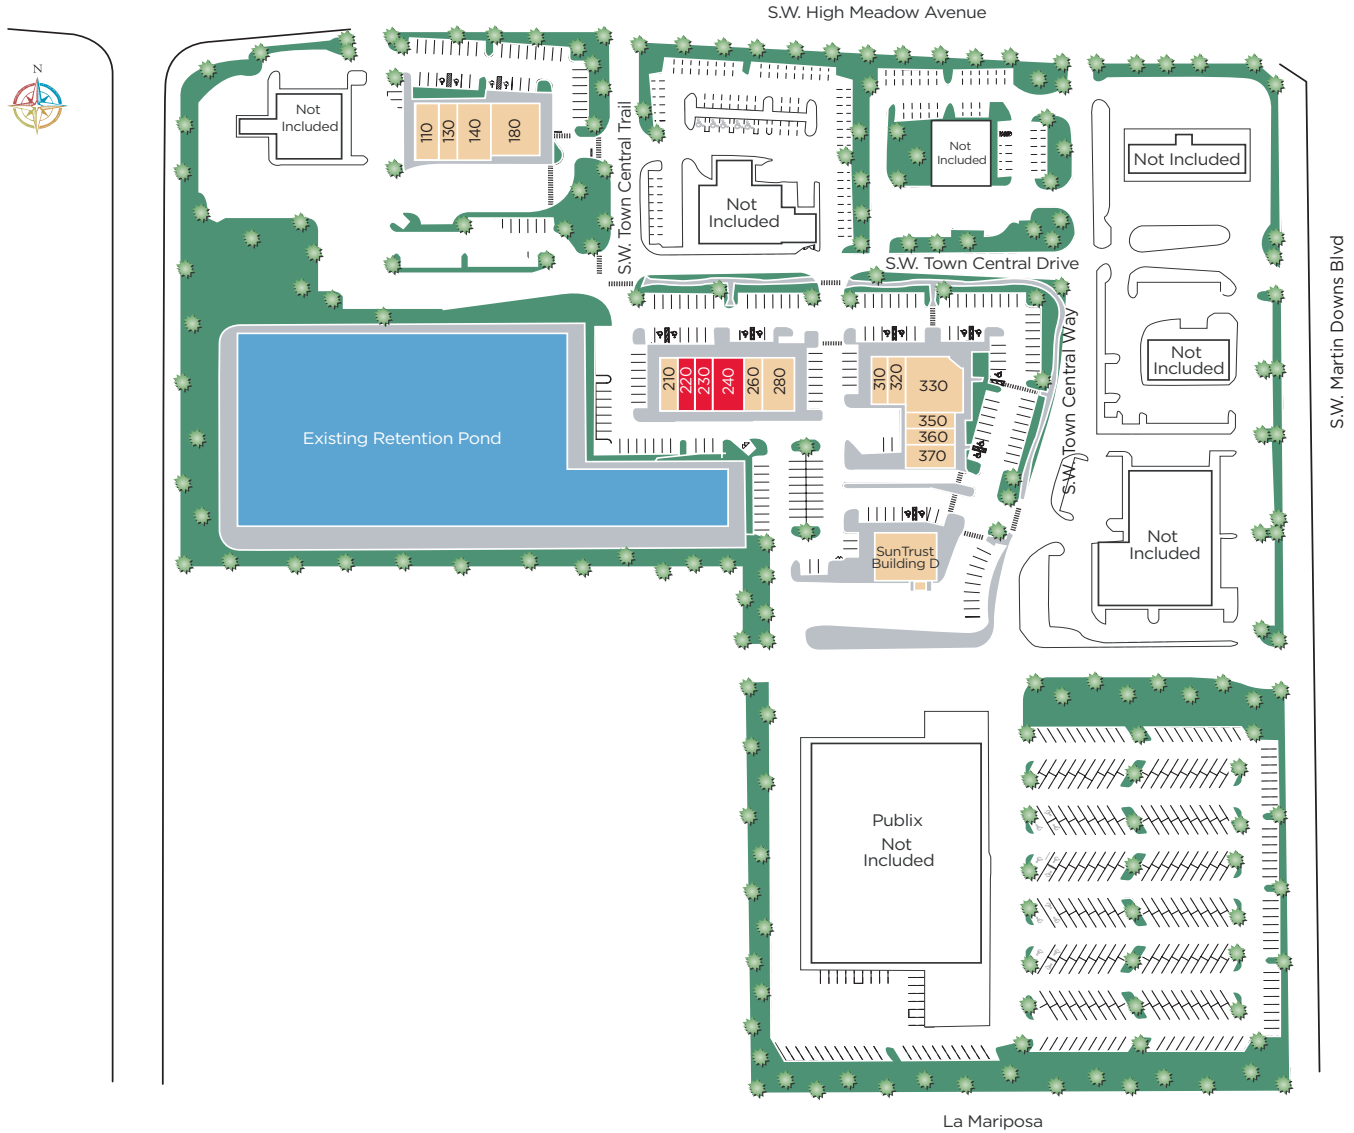 S.W. High Meadow Avenue
N
Not
Included
110
130
140
180
S.W. Town Central Trail
Not
Included
Not
Included
Not Included
S.W. Town Central Drive
S.W. Martin Downs Blvd
S.W. Town Central Way
Not
Included
210
220
230
240
260
280
310
320
330
350
360
370
Existing Retention Pond
Not
Included
SunTrust
Building D
Publix
Not
Included
La Mariposa